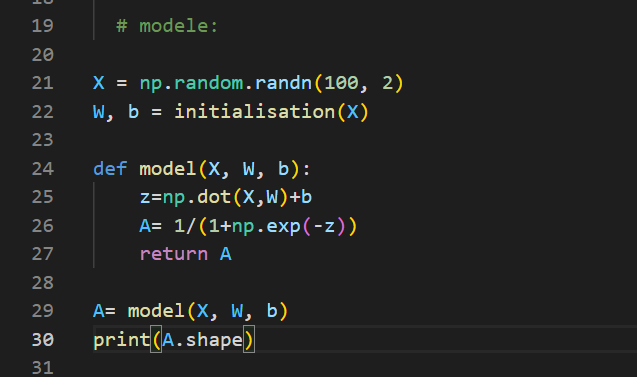 19 # modele:
20
21 X = np.random.randn(100, 2)
22 W, b = initialisation(X)
23
24 def model(X, W, b):
25 z=np.dot(X,W)+b
26 A= 1/(1+np.exp(-z))
27 return A
28
29 A= model(X, W, b)
30 print(A.shape)
31